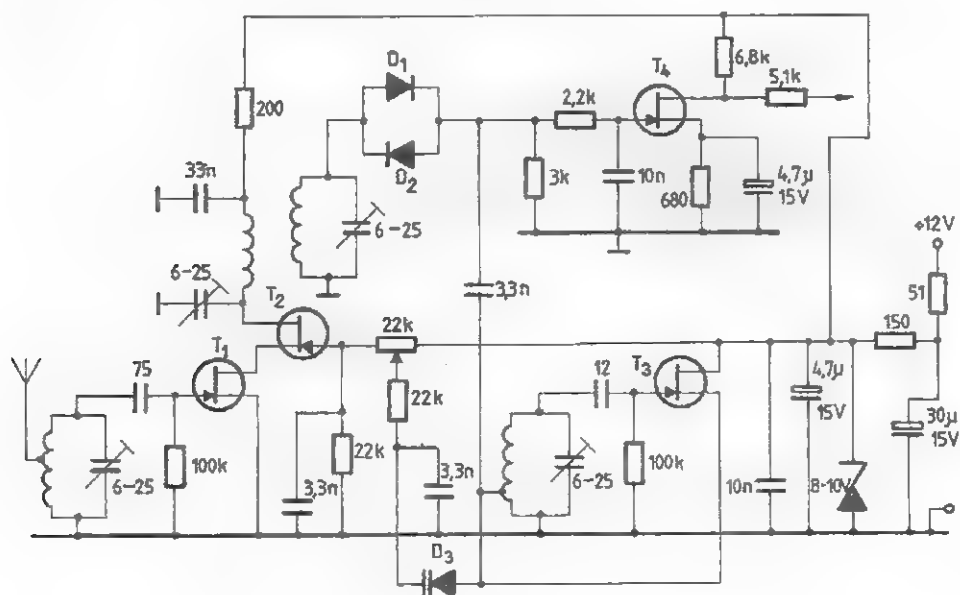 D₁
T₄
6,8k
5,1k
200
2,2k
33n
D₂
3k
10n
680
4,7µ
15V
6-25
+12V
6-25
T₂
3,3n
51
22k
150
T₁
75
12
T₃
22k
4,7µ
15V
30µ
15V
100k
6-25
22k
3,3n
3,3n
6-25
100k
10n
8-10V
D₃